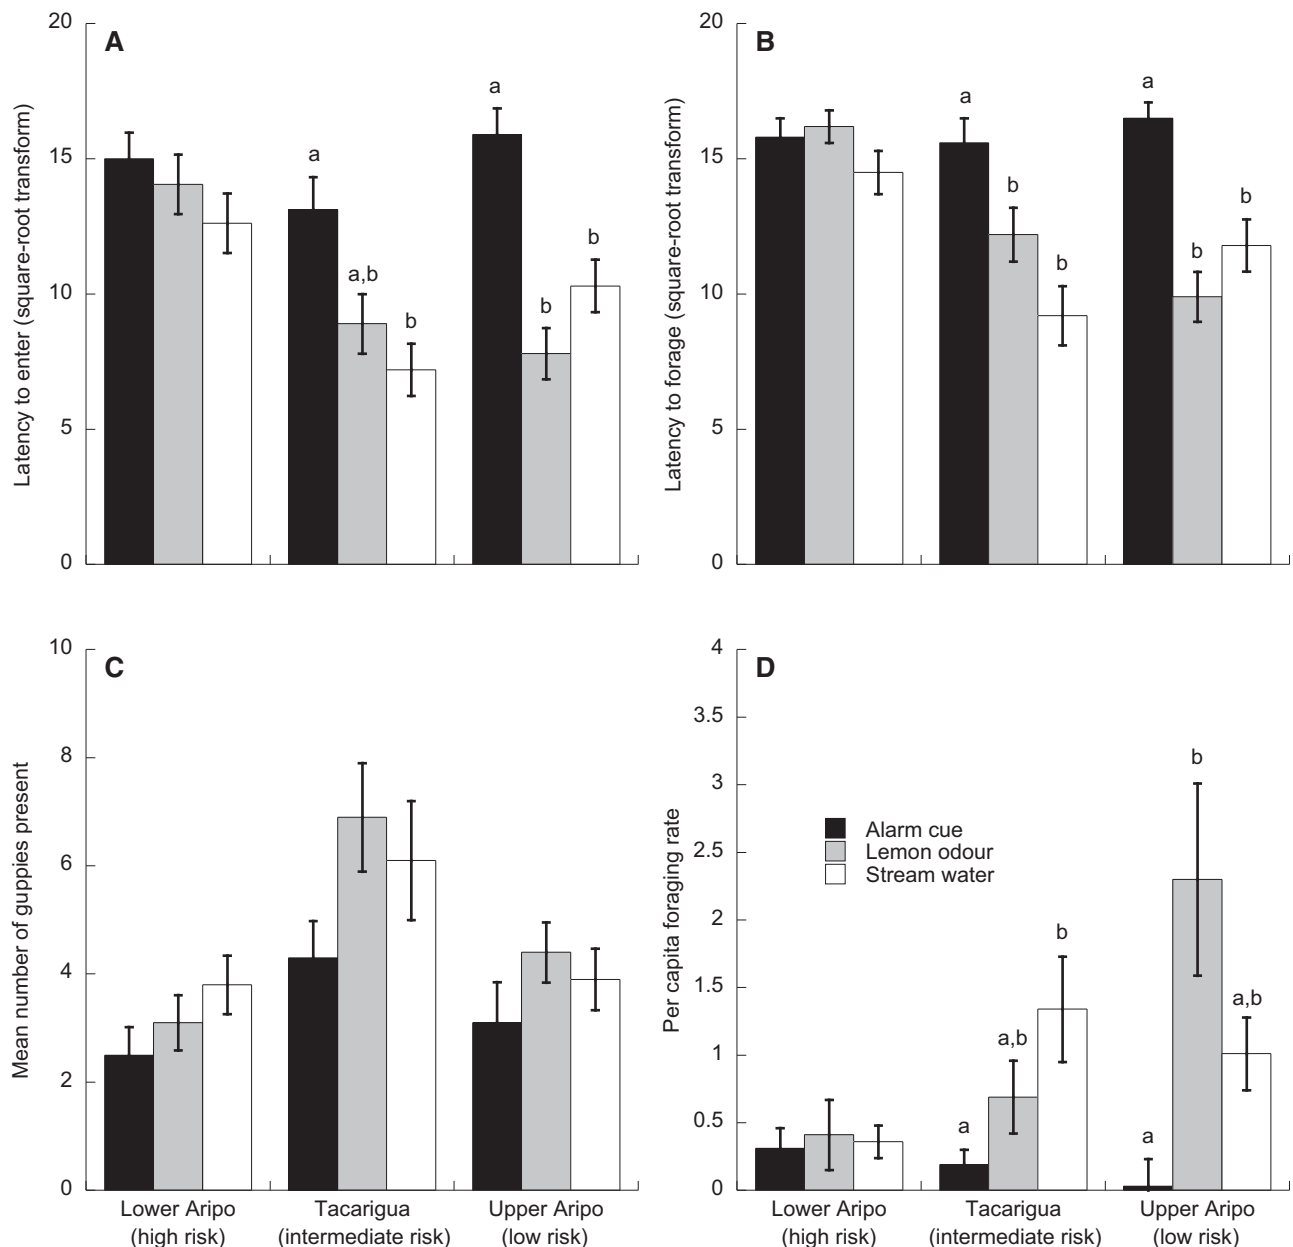 A
Latency to enter (square-root transform)
20
15
10
5
0
a
a,b
b
a
b
b
B
Latency to forage (square-root transform)
20
15
10
5
0
a
b
b
a
b
b
C
Mean number of guppies present
10
8
6
4
2
0
Lower Aripo
(high risk)
Tacarigua
(intermediate risk)
Upper Aripo
(low risk)
D
Per capita foraging rate
4
3.5
3
2.5
2
1.5
1
0.5
0
Alarm cue
Lemon odour
Stream water
a
a,b
b
a
b
a,b
Lower Aripo
(high risk)
Tacarigua
(intermediate risk)
Upper Aripo
(low risk)